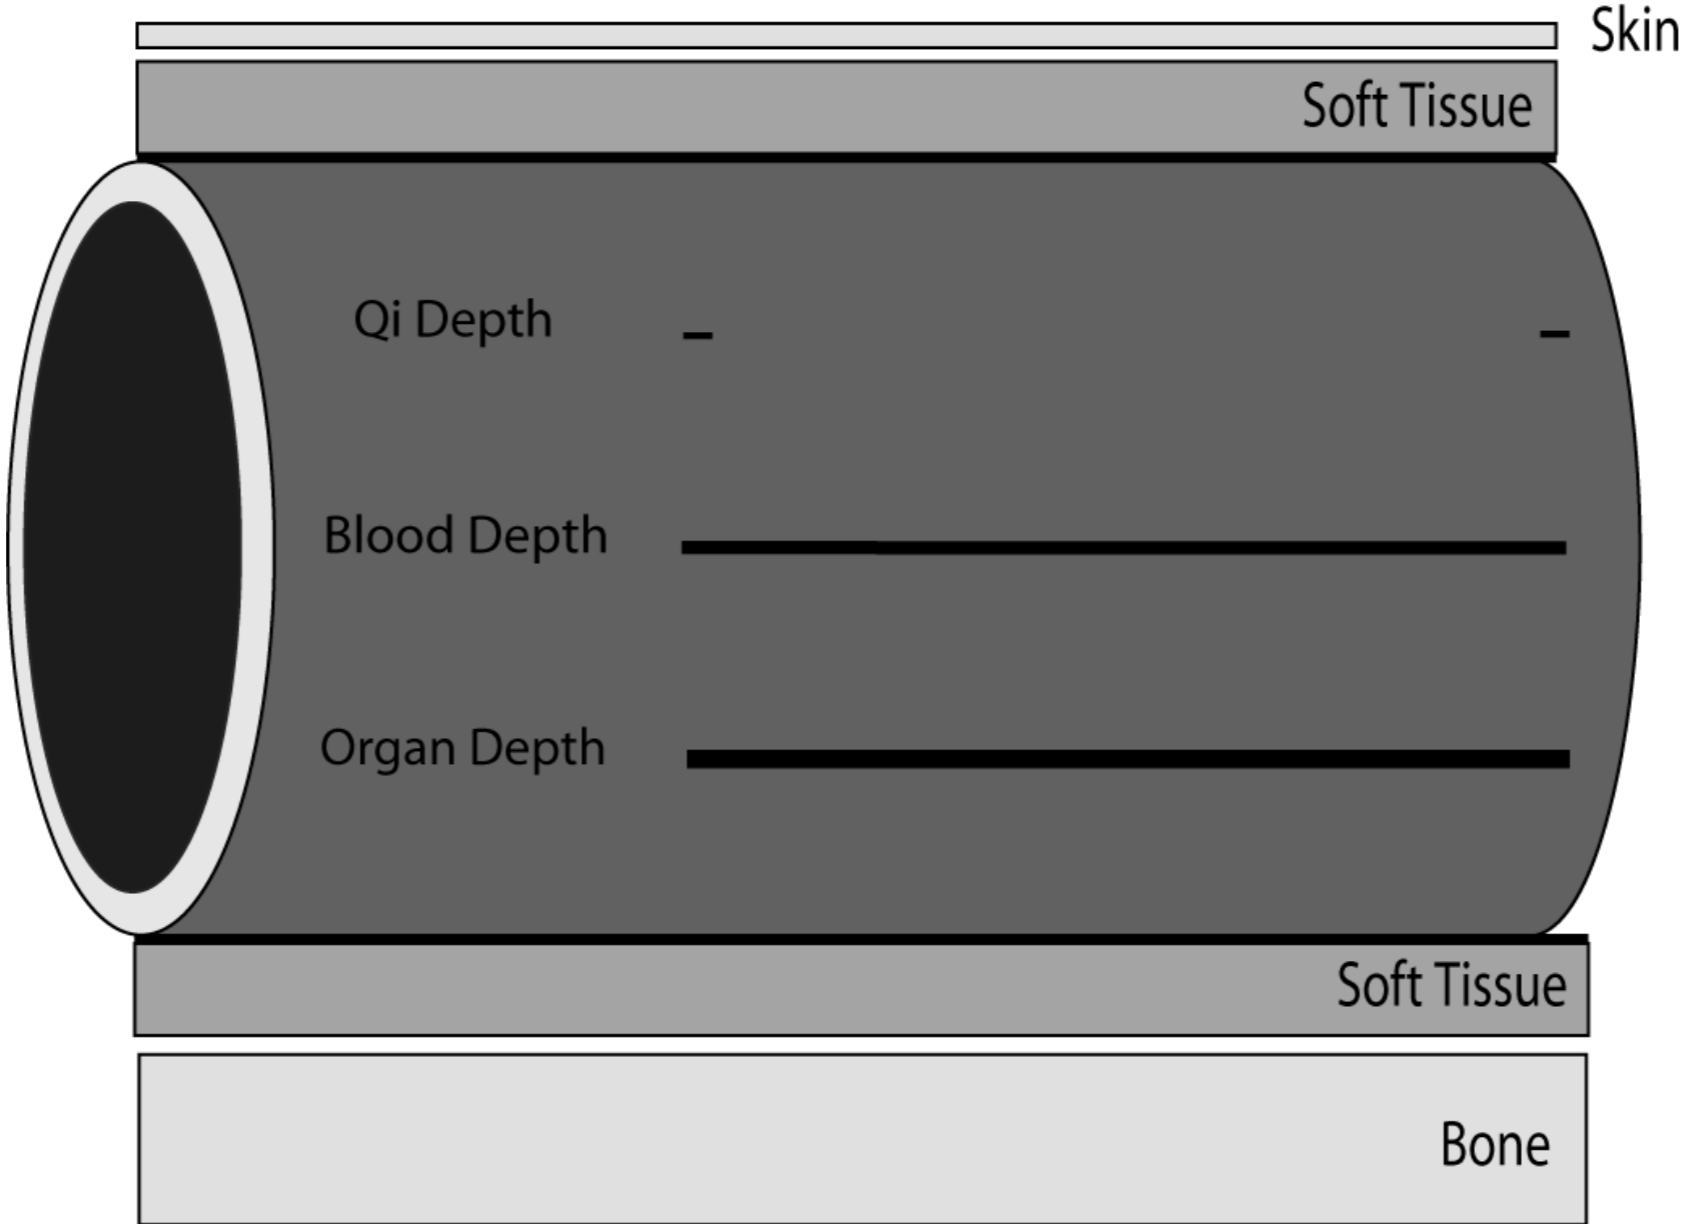 Skin
Soft Tissue
Qi Depth
Blood Depth
Organ Depth
Soft Tissue
Bone